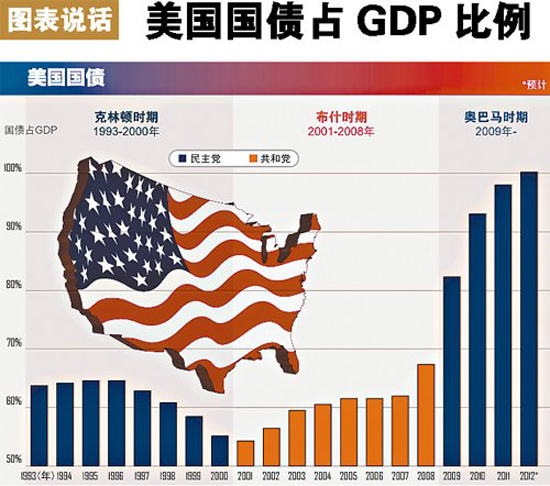 图表说话 美国国债占 GDP 比例
美国国债
*预计
克林顿时期 布什时期 奥巴马时期
1993-2000年 2001-2008年 2009年-
国债占GDP
民主党 共和党
100%
90%
80%
70%
60%
50%
1993(年) 1994 1995 1996 1997 1998 1999 2000 2001 2002 2003 2004 2005 2006 2007 2008 2009 2010 2011 2012*